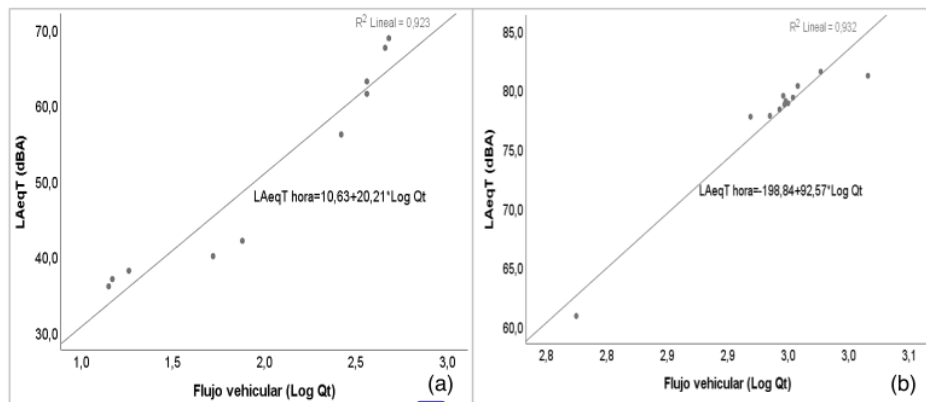 R² Lineal = 0,923
70,0
60,0
50,0
40,0
30,0
LAeqT (dBA)
LAeqT hora=10,63+20,21*Log Qt
1,0 1,5 2,0 2,5 3,0
Flujo vehicular (Log Qt)
(a)
R² Lineal = 0,932
85,0
80,0
75,0
70,0
65,0
60,0
LAeqT (dBA)
LAeqT hora=-198,84+92,57*Log Qt
2,8 2,8 2,9 2,9 3,0 3,0 3,1
Flujo vehicular (Log Qt)
(b)